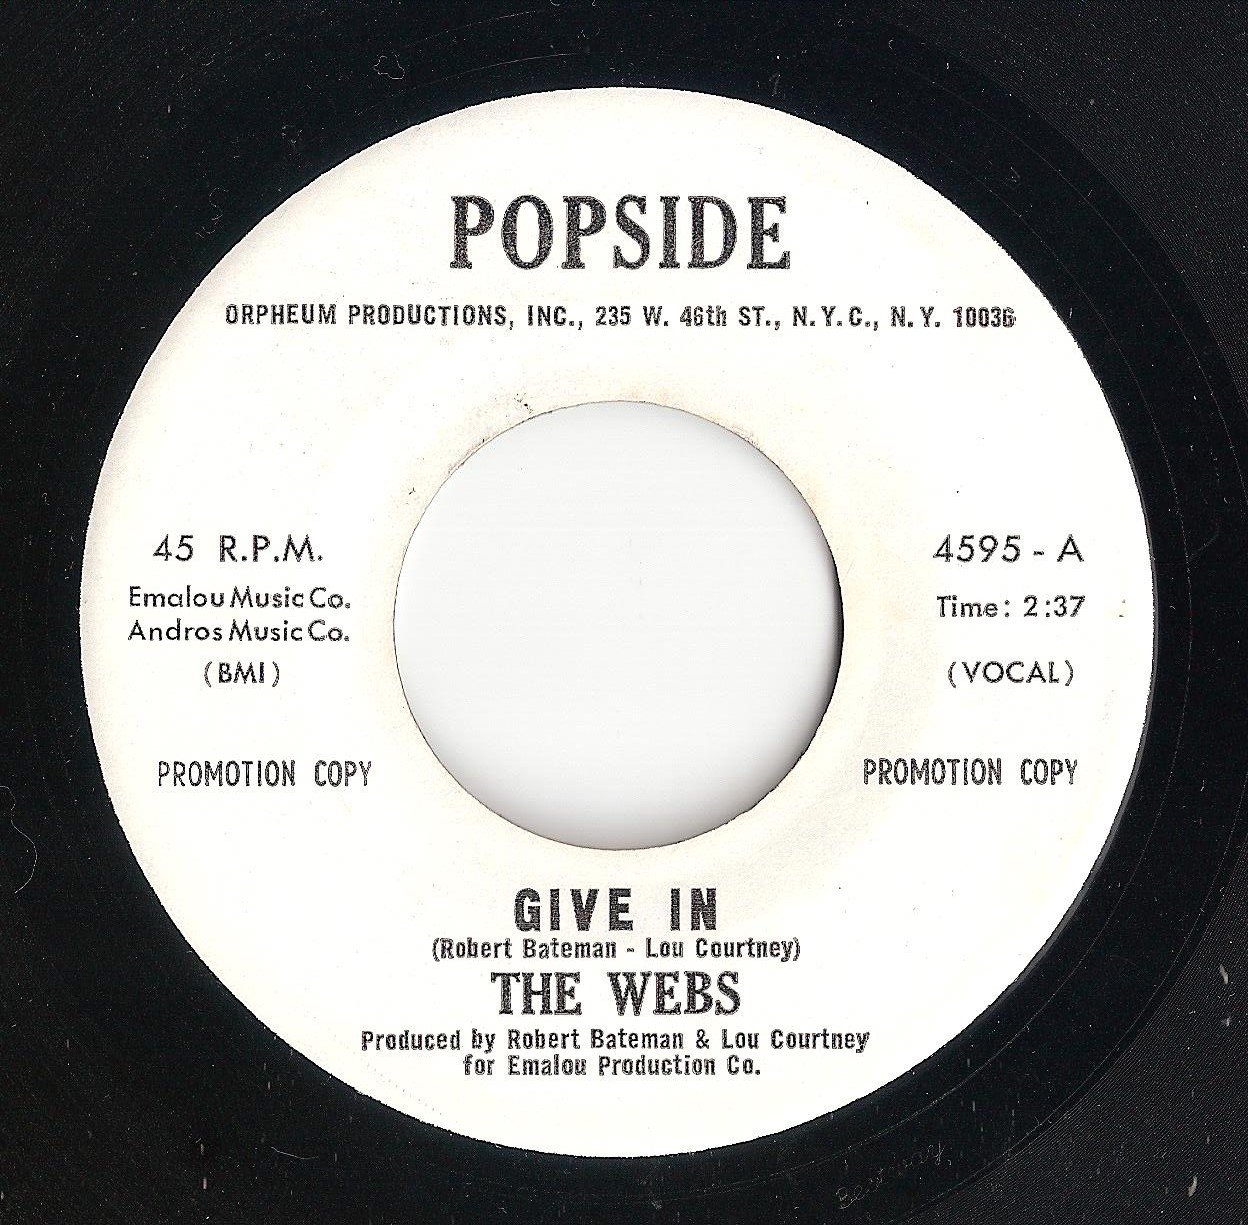 POPSIDE
ORPHEUM PRODUCTIONS, INC., 235 W. 46th ST., N.Y.C., N.Y. 10036
45 R.P.M.
Emalou Music Co.
Andros Music Co.
(BMI)
4595 - A
Time: 2:37
(VOCAL)
PROMOTION COPY
PROMOTION COPY
GIVE IN
(Robert Bateman - Lou Courtney)
THE WEBS
Produced by Robert Bateman & Lou Courtney
for Emalou Production Co.